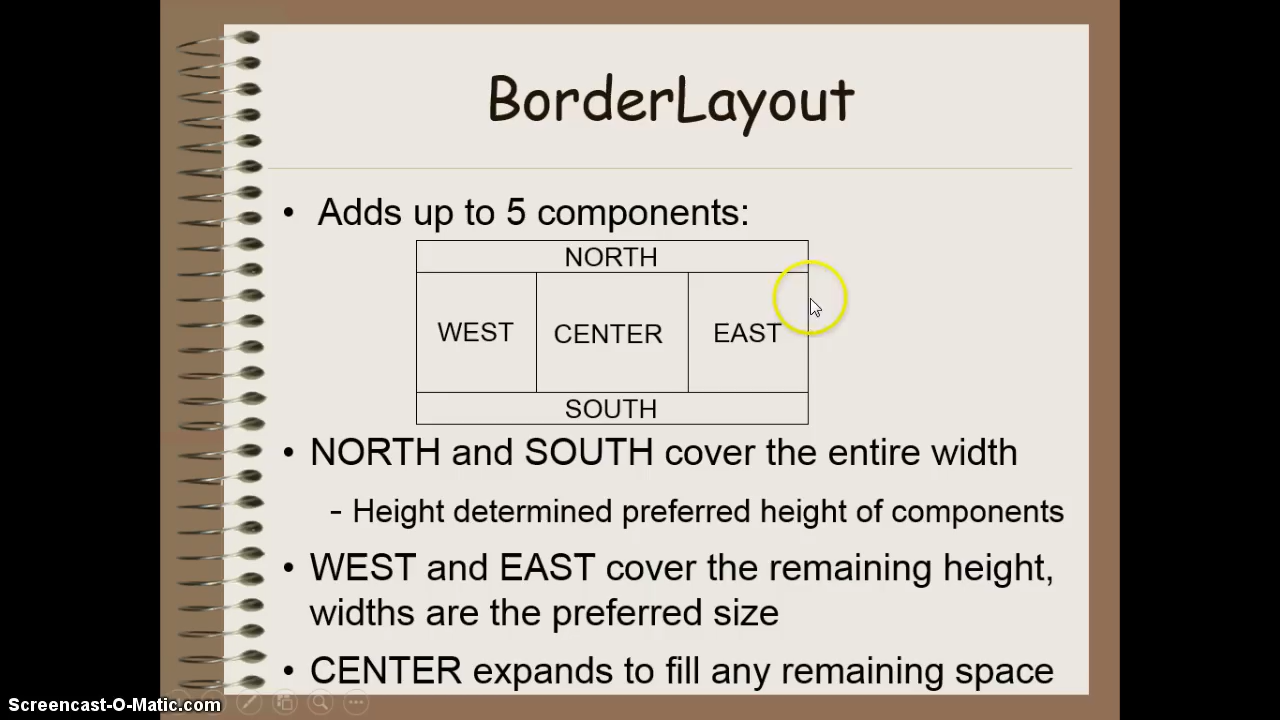 BorderLayout
• Adds up to 5 components:
NORTH
WEST CENTER EAST
SOUTH
• NORTH and SOUTH cover the entire width
- Height determined preferred height of components
• WEST and EAST cover the remaining height,
widths are the preferred size
• CENTER expands to fill any remaining space
Screencast-O-Matic.com